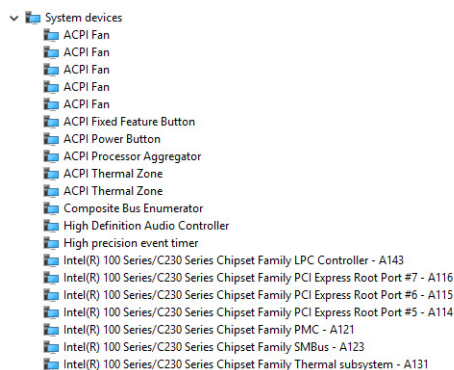 System devices
ACPI Fan
ACPI Fan
ACPI Fan
ACPI Fan
ACPI Fan
ACPI Fixed Feature Button
ACPI Power Button
ACPI Processor Aggregator
ACPI Thermal Zone
ACPI Thermal Zone
Composite Bus Enumerator
High Definition Audio Controller
High precision event timer
Intel(R) 100 Series/C230 Series Chipset Family LPC Controller - A143
Intel(R) 100 Series/C230 Series Chipset Family PCI Express Root Port #7 - A116
Intel(R) 100 Series/C230 Series Chipset Family PCI Express Root Port #6 - A115
Intel(R) 100 Series/C230 Series Chipset Family PCI Express Root Port #5 - A114
Intel(R) 100 Series/C230 Series Chipset Family PMC - A121
Intel(R) 100 Series/C230 Series Chipset Family SMBus - A123
Intel(R) 100 Series/C230 Series Chipset Family Thermal subsystem - A131